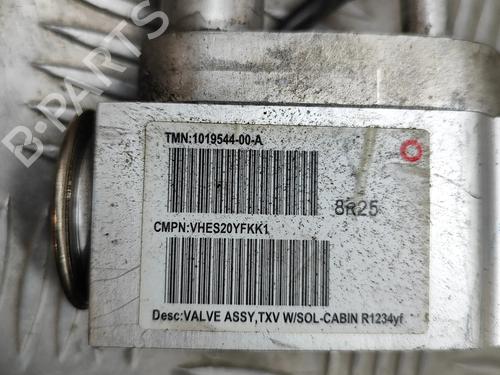 B-PARTS
TMN:1019544-00-A
8R25
CMPN:VHES20YFKK1
Desc:VALVE ASSY,TXV W/SOL-CABIN R1234yf